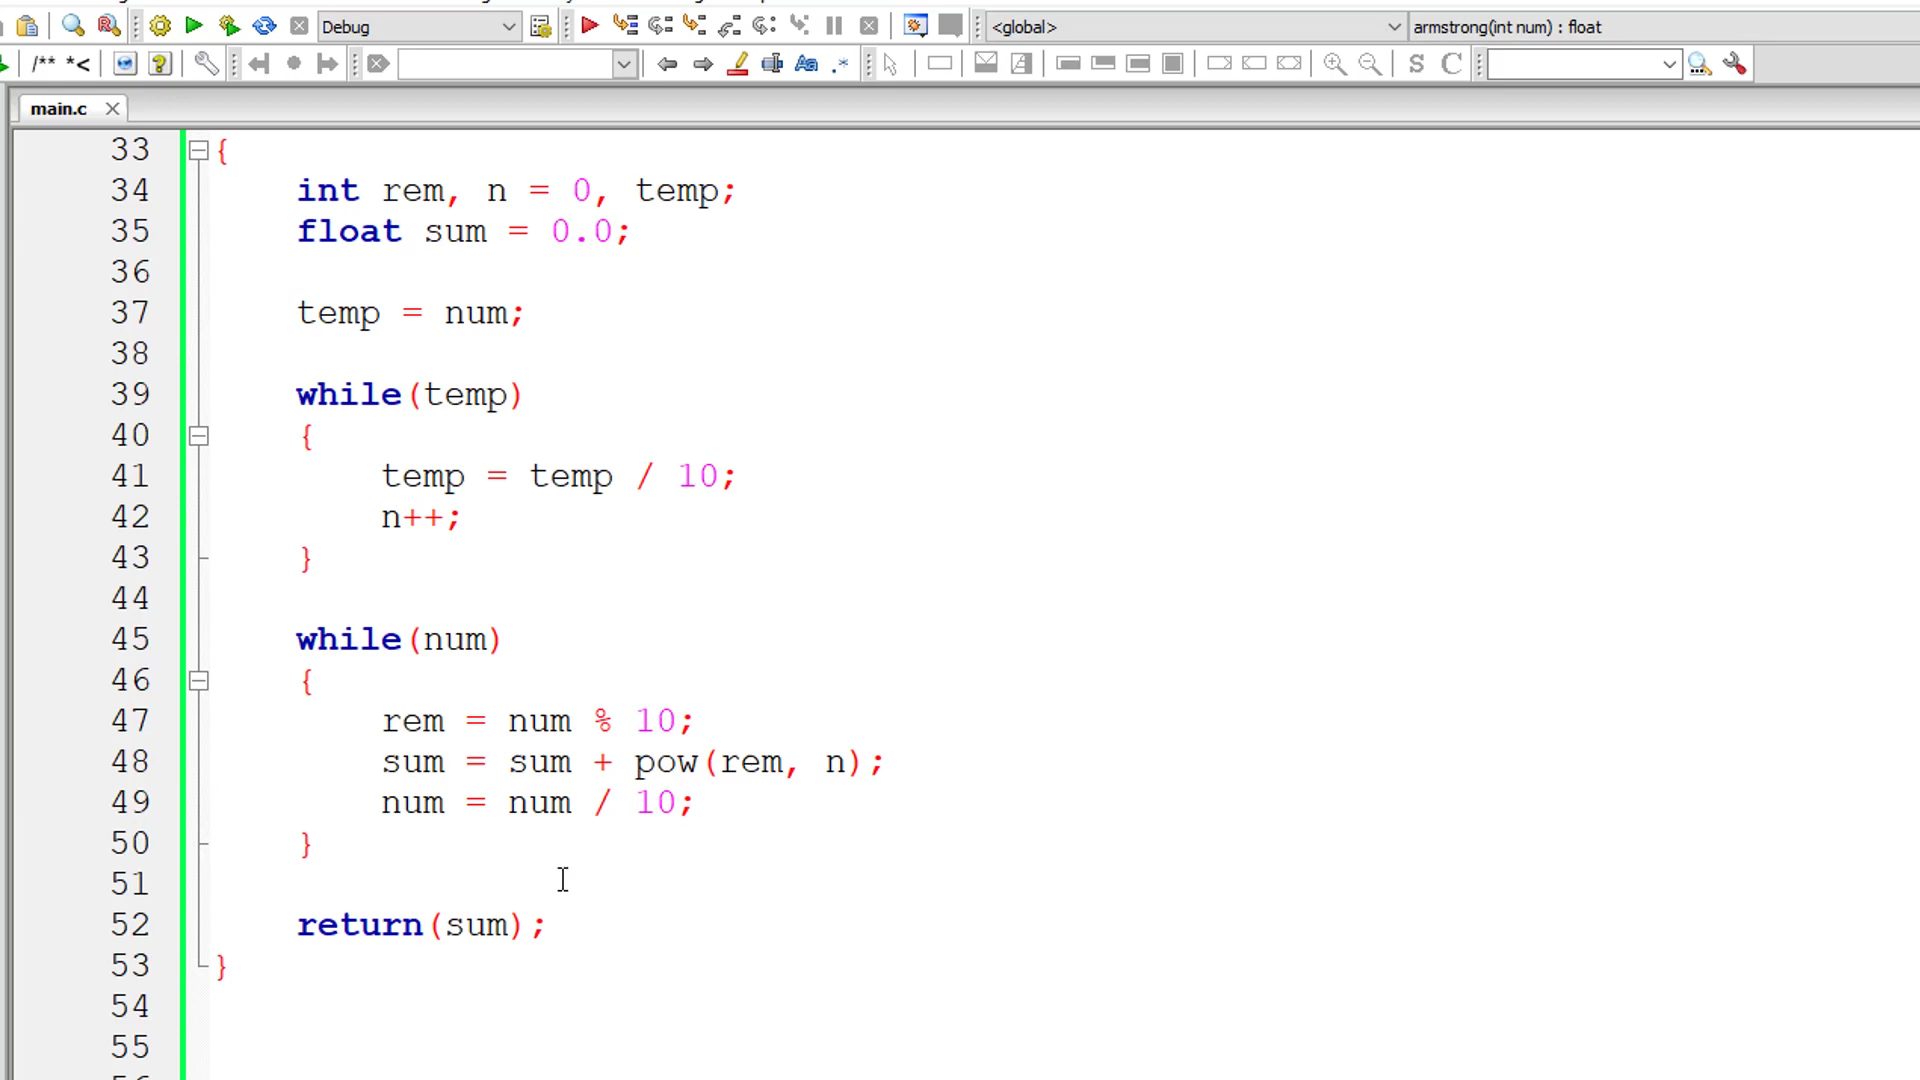 Debug
<global>
armstrong(int num) : float
/** *<
Aa
.*
S
C
main.c
33 {
34 int rem, n = 0, temp;
35 float sum = 0.0;
36
37 temp = num;
38
39 while(temp)
40 {
41 temp = temp / 10;
42 n++;
43 }
44
45 while(num)
46 {
47 rem = num % 10;
48 sum = sum + pow(rem, n);
49 num = num / 10;
50 }
51
52 return(sum);
53 }
54
55